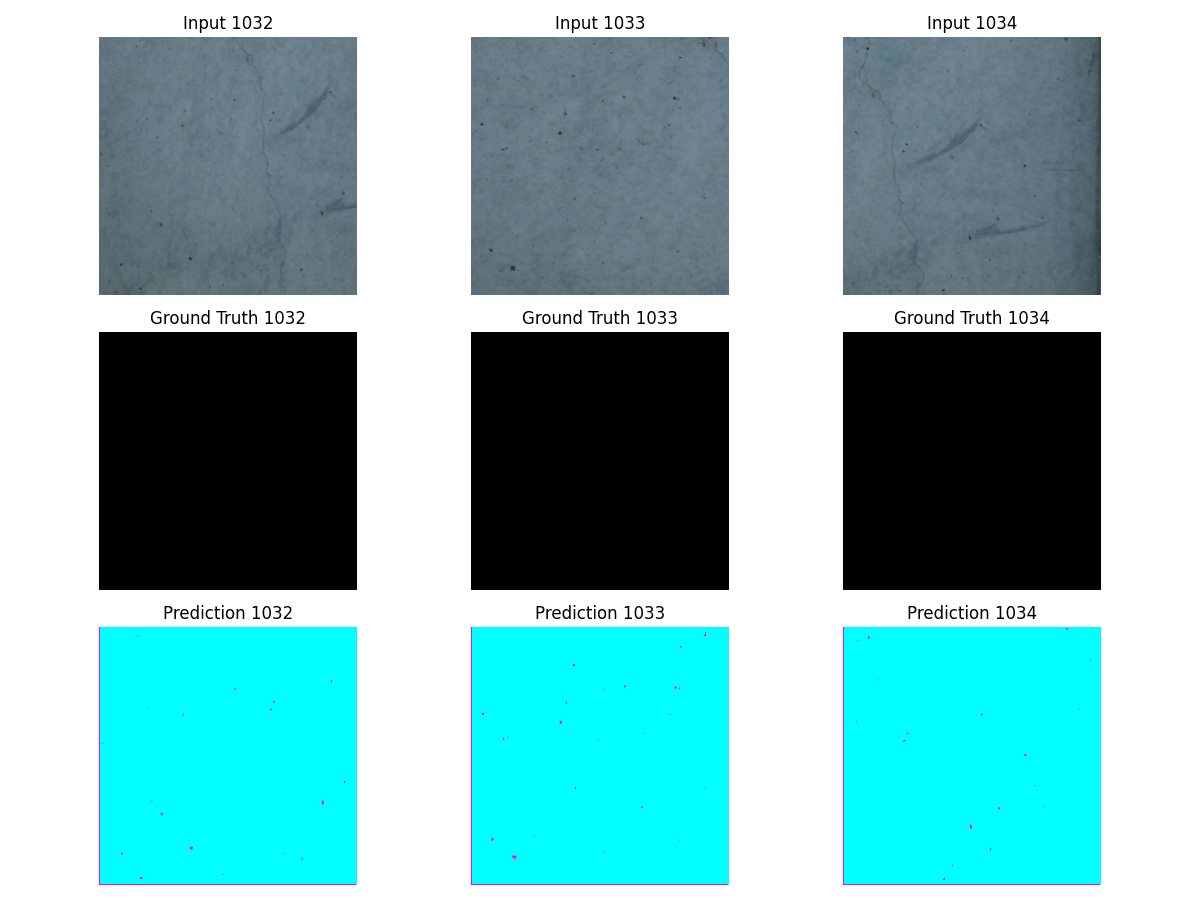 Input 1032
Input 1033
Input 1034
Ground Truth 1032
Ground Truth 1033
Ground Truth 1034
Prediction 1032
Prediction 1033
Prediction 1034